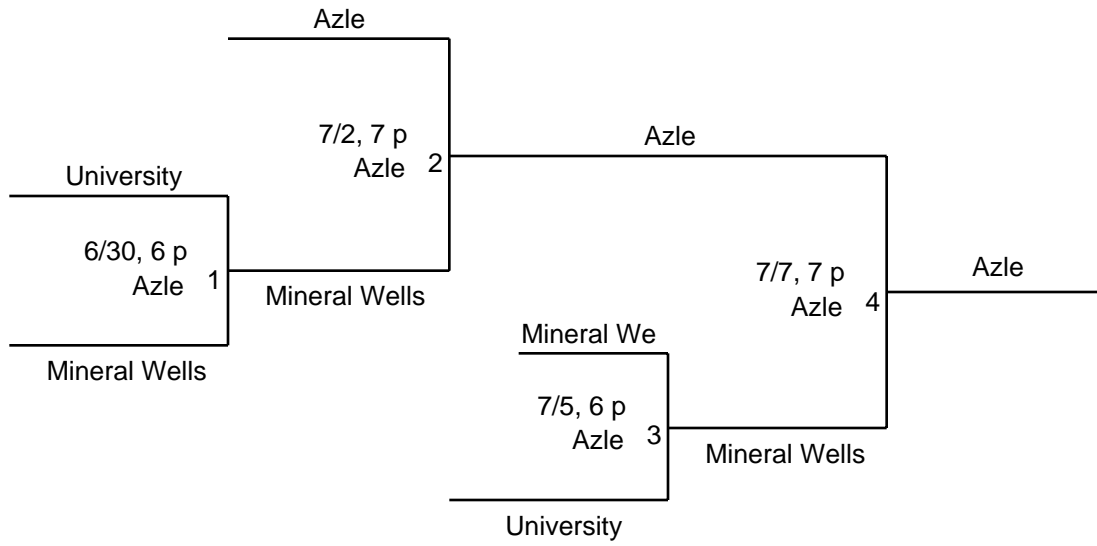 Azle
7/2, 7 p
Azle 2
Azle
University
6/30, 6 p
Azle 1
Mineral Wells
Mineral Wells
7/7, 7 p
Azle 4
Azle
Mineral We
7/5, 6 p
Azle 3
Mineral Wells
University